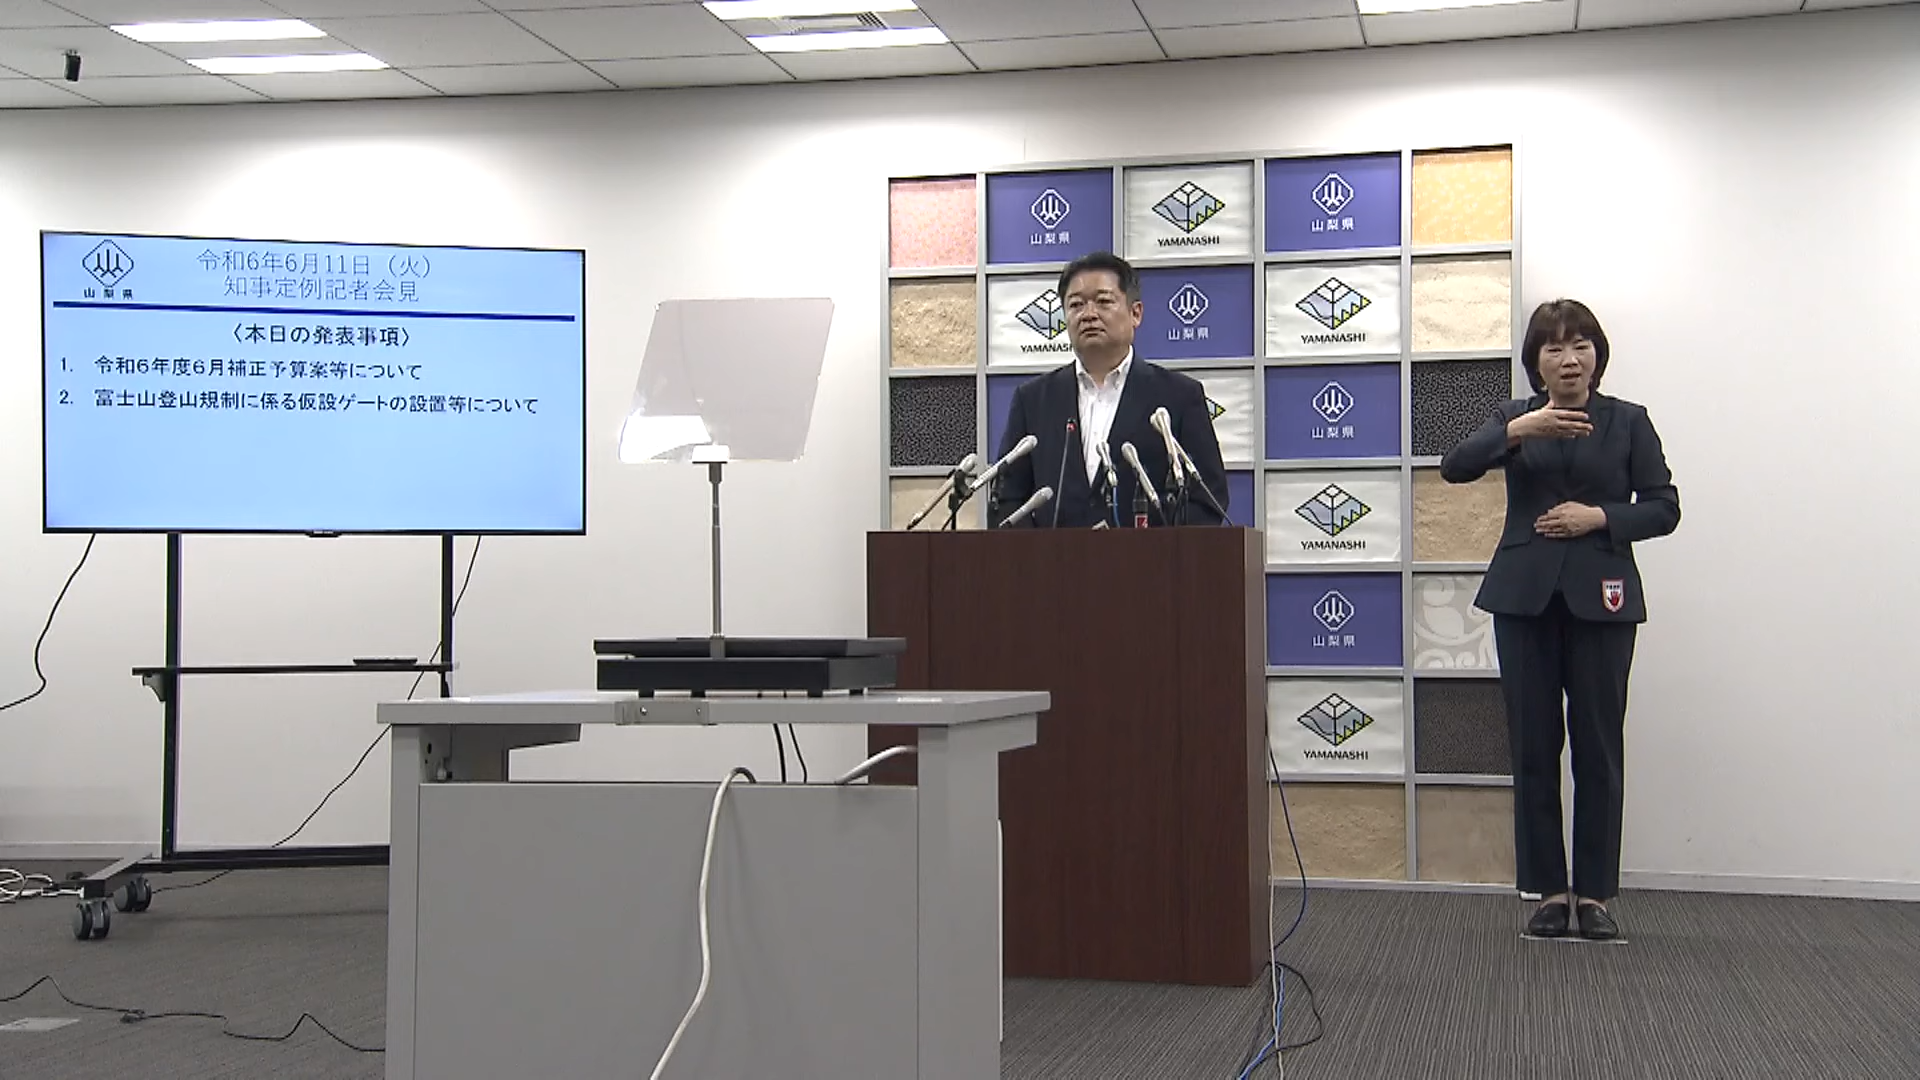 山梨県
令和6年6月11日（火）
知事定例記者会見
〈本日の発表事項〉
1. 令和6年度6月補正予算案等について
2. 富士山登山規制に係る仮設ゲートの設置等について
山梨県
YAMANASHI
山梨県
YAMANASHI
山梨県
YAMANASHI
山梨県
YAMANASHI
山梨県
YAMANASHI